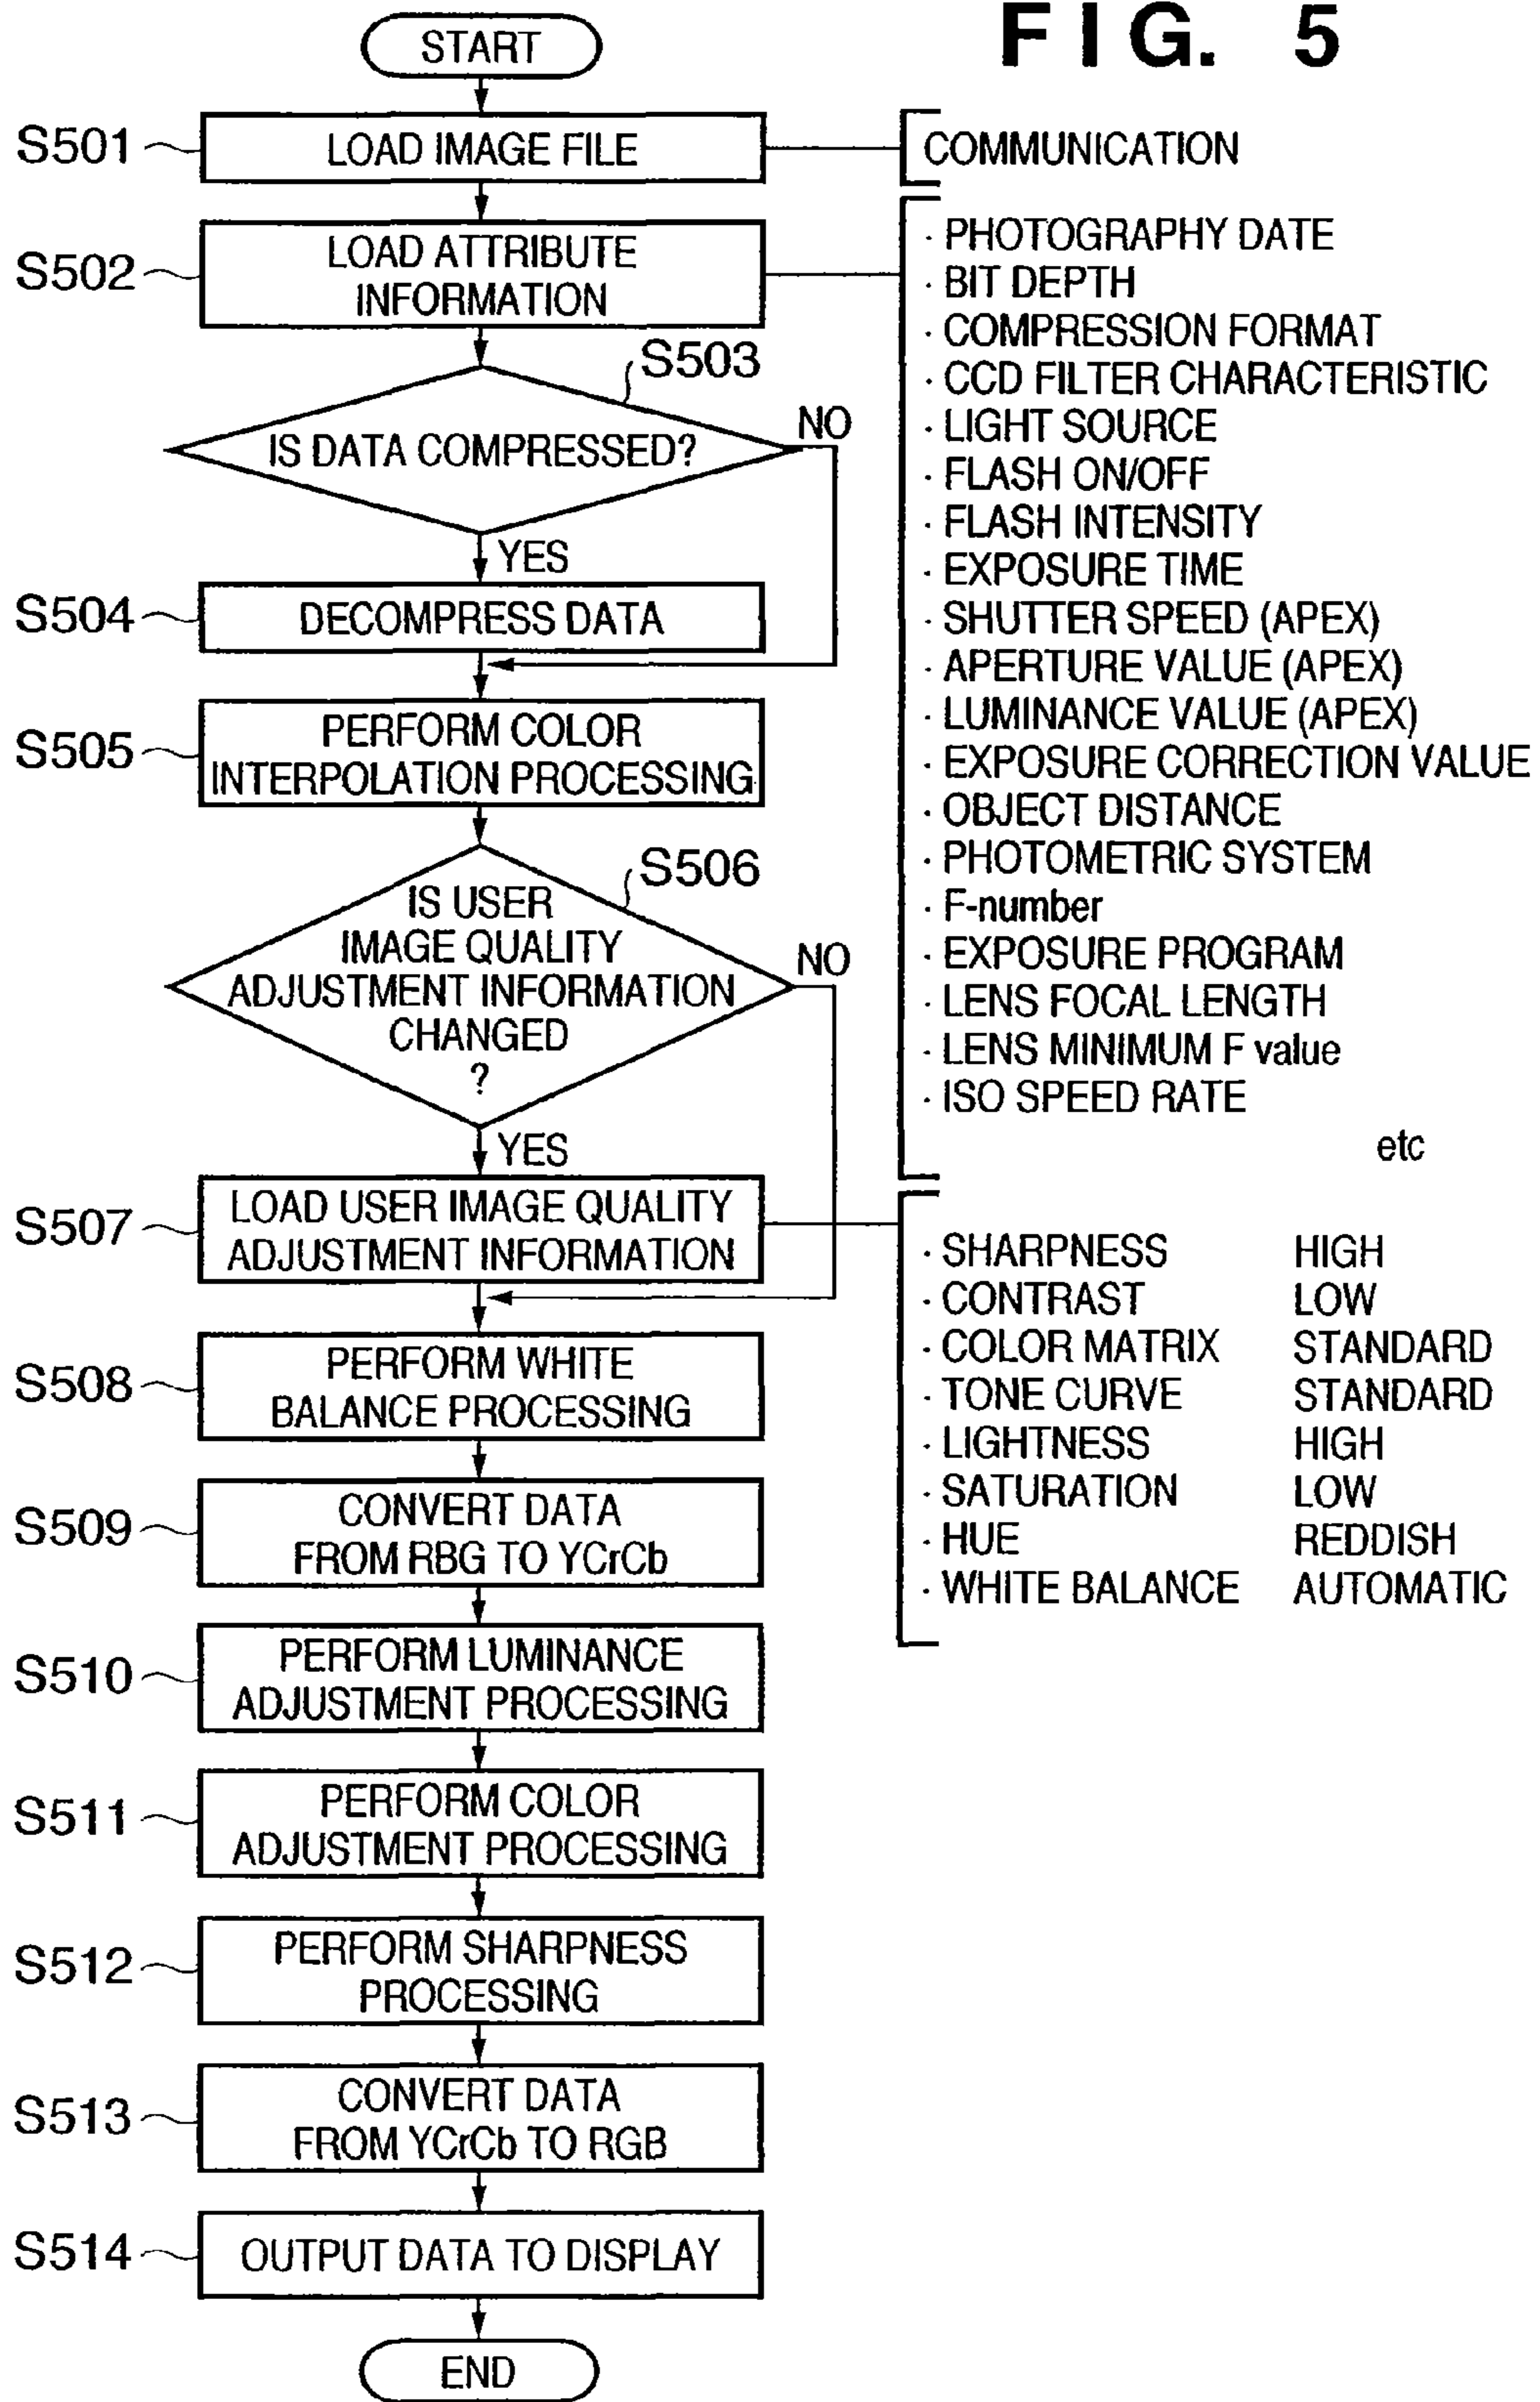 FIG. 5
START
S501
LOAD IMAGE FILE
COMMUNICATION
S502
LOAD ATTRIBUTE
INFORMATION
· PHOTOGRAPHY DATE
· BIT DEPTH
· COMPRESSION FORMAT
· CCD FILTER CHARACTERISTIC
· LIGHT SOURCE
· FLASH ON/OFF
· FLASH INTENSITY
· EXPOSURE TIME
· SHUTTER SPEED (APEX)
· APERTURE VALUE (APEX)
· LUMINANCE VALUE (APEX)
· EXPOSURE CORRECTION VALUE
· OBJECT DISTANCE
· PHOTOMETRIC SYSTEM
· F-number
· EXPOSURE PROGRAM
· LENS FOCAL LENGTH
· LENS MINIMUM F value
· ISO SPEED RATE
etc
S503
IS DATA COMPRESSED?
NO
YES
S504
DECOMPRESS DATA
S505
PERFORM COLOR
INTERPOLATION PROCESSING
S506
IS USER
IMAGE QUALITY
ADJUSTMENT INFORMATION
CHANGED
?
NO
YES
S507
LOAD USER IMAGE QUALITY
ADJUSTMENT INFORMATION
· SHARPNESS HIGH
· CONTRAST LOW
· COLOR MATRIX STANDARD
· TONE CURVE STANDARD
· LIGHTNESS HIGH
· SATURATION LOW
· HUE REDDISH
· WHITE BALANCE AUTOMATIC
S508
PERFORM WHITE
BALANCE PROCESSING
S509
CONVERT DATA
FROM RBG TO YCrCb
S510
PERFORM LUMINANCE
ADJUSTMENT PROCESSING
S511
PERFORM COLOR
ADJUSTMENT PROCESSING
S512
PERFORM SHARPNESS
PROCESSING
S513
CONVERT DATA
FROM YCrCb TO RGB
S514
OUTPUT DATA TO DISPLAY
END